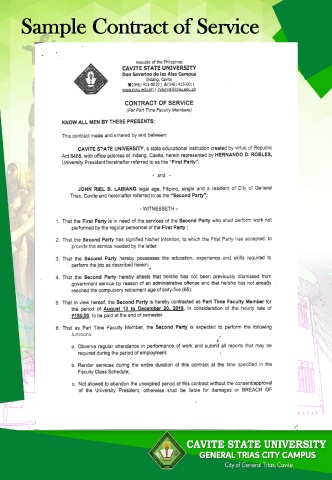 Sample Contract of Service
Republic of the Philippines
CAVITE STATE UNIVERSITY
Don Severino de las Alas Campus
Indang, Cavite
www.cvsu.edu.ph
CONTRACT OF SERVICE
(For Part Time Faculty Members)
KNOW ALL MEN BY THESE PRESENTS:
This contract made and entered by and between:
CAVITE STATE UNIVERSITY, a state educational institution created by virtue of Republic
Act 8468, with office address at Indang, Cavite, herein represented by HERNANDO D. ROBLES,
University President hereinafter referred to as the "First Party";
- and -
JOHN RIEL B. LABIANG legal age, Filipino, single and a resident of City of General
Trias, Cavite and hereinafter referred to as the "Second Party";
- WITNESSETH –
1. That the First Party is in need of the services of the Second Party who shall perform work not
performed by the regular personnel of the First Party ;
2. That the Second Party has signified his/her intention, to which the First Party has accepted, to
provide the service needed by the latter;
3. That the Second Party hereby possesses the education, experience and skills required to
perform the job as described herein;
4. That the Second Party hereby attests that he/she has not been previously dismissed from
government service by reason of an administrative offense and that he/she has not already
reached the compulsory retirement age of sixty-five (65);
5. That in view hereof, the Second Party is hereby contracted as Part Time Faculty Member for
the period of August 13 to December 20, 2019, in consideration of the hourly rate of
to be paid at the end of semester.
6. That as Part Time Faculty Member, the Second Party is expected to perform the following
functions:
a. Observe regular attendance in performance of work and submit all reports that may be
required during the period of employment;
b. Render services during the entire duration of this contract at the time specified in the
Faculty Class Schedule;
c. Not allowed to abandon the unexpired period of this contract without the consent/approval
of the University President, otherwise shall be liable for damages or BREACH OF
CAVITE STATE UNIVERSITY
GENERAL TRIAS CITY CAMPUS
City of General Trias, Cavite